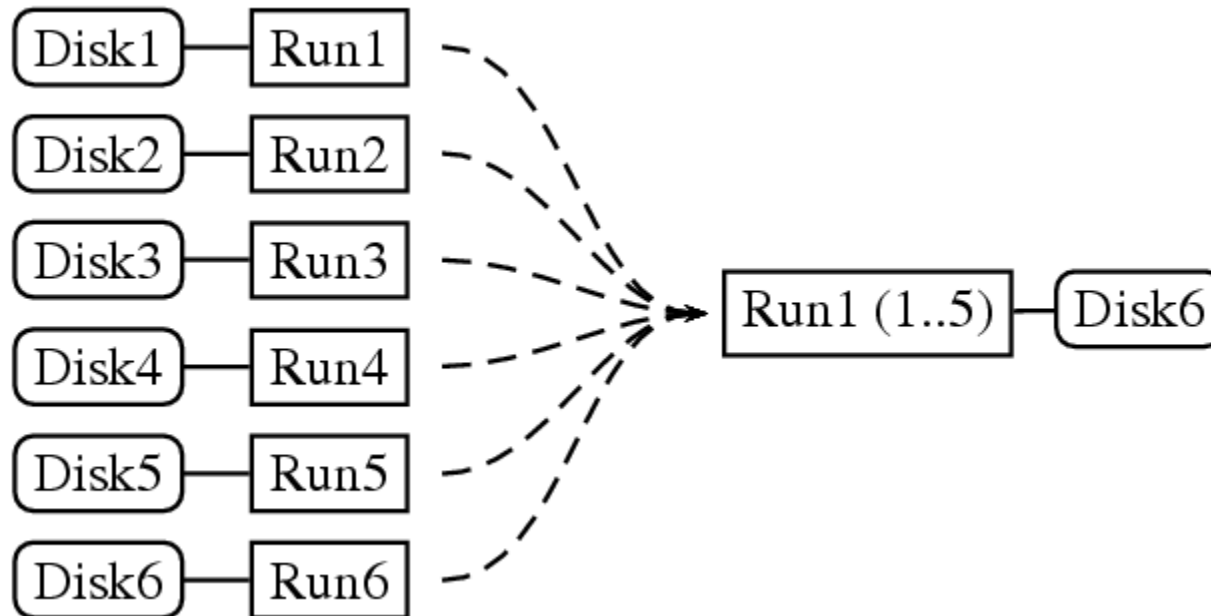 Disk1 Run1
Disk2 Run2
Disk3 Run3
Run1 (1..5) Disk6
Disk4 Run4
Disk5 Run5
Disk6 Run6